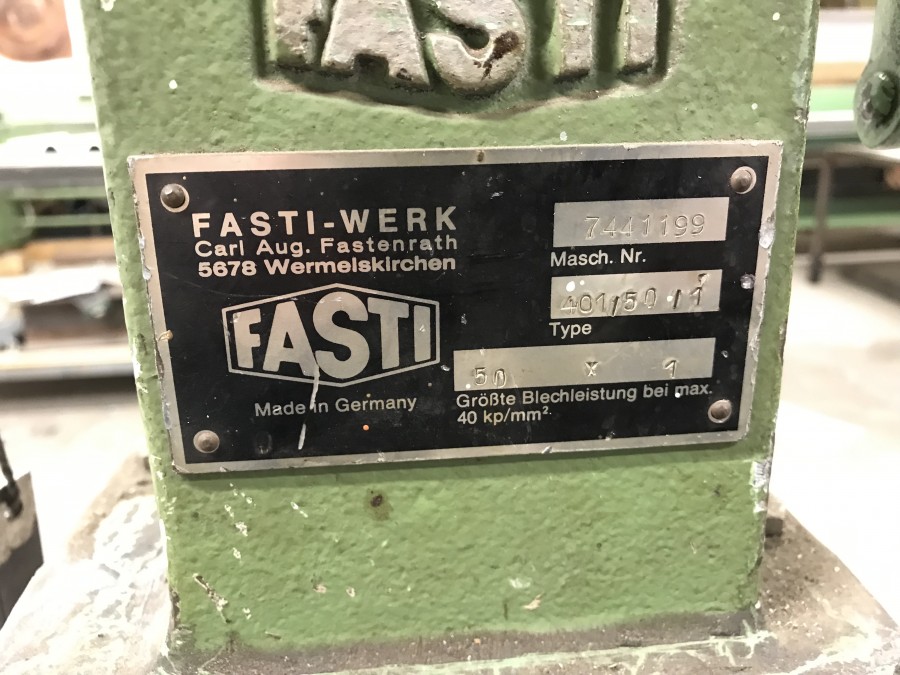 FASTI
FASTI-WERK
Carl Aug. Fastenrath
5678 Wermelskirchen
FASTI
Made in Germany
7441199
Masch. Nr.
401/50/1
Type
50 x 1
Größte Blechleistung bei max.
40 kp/mm².